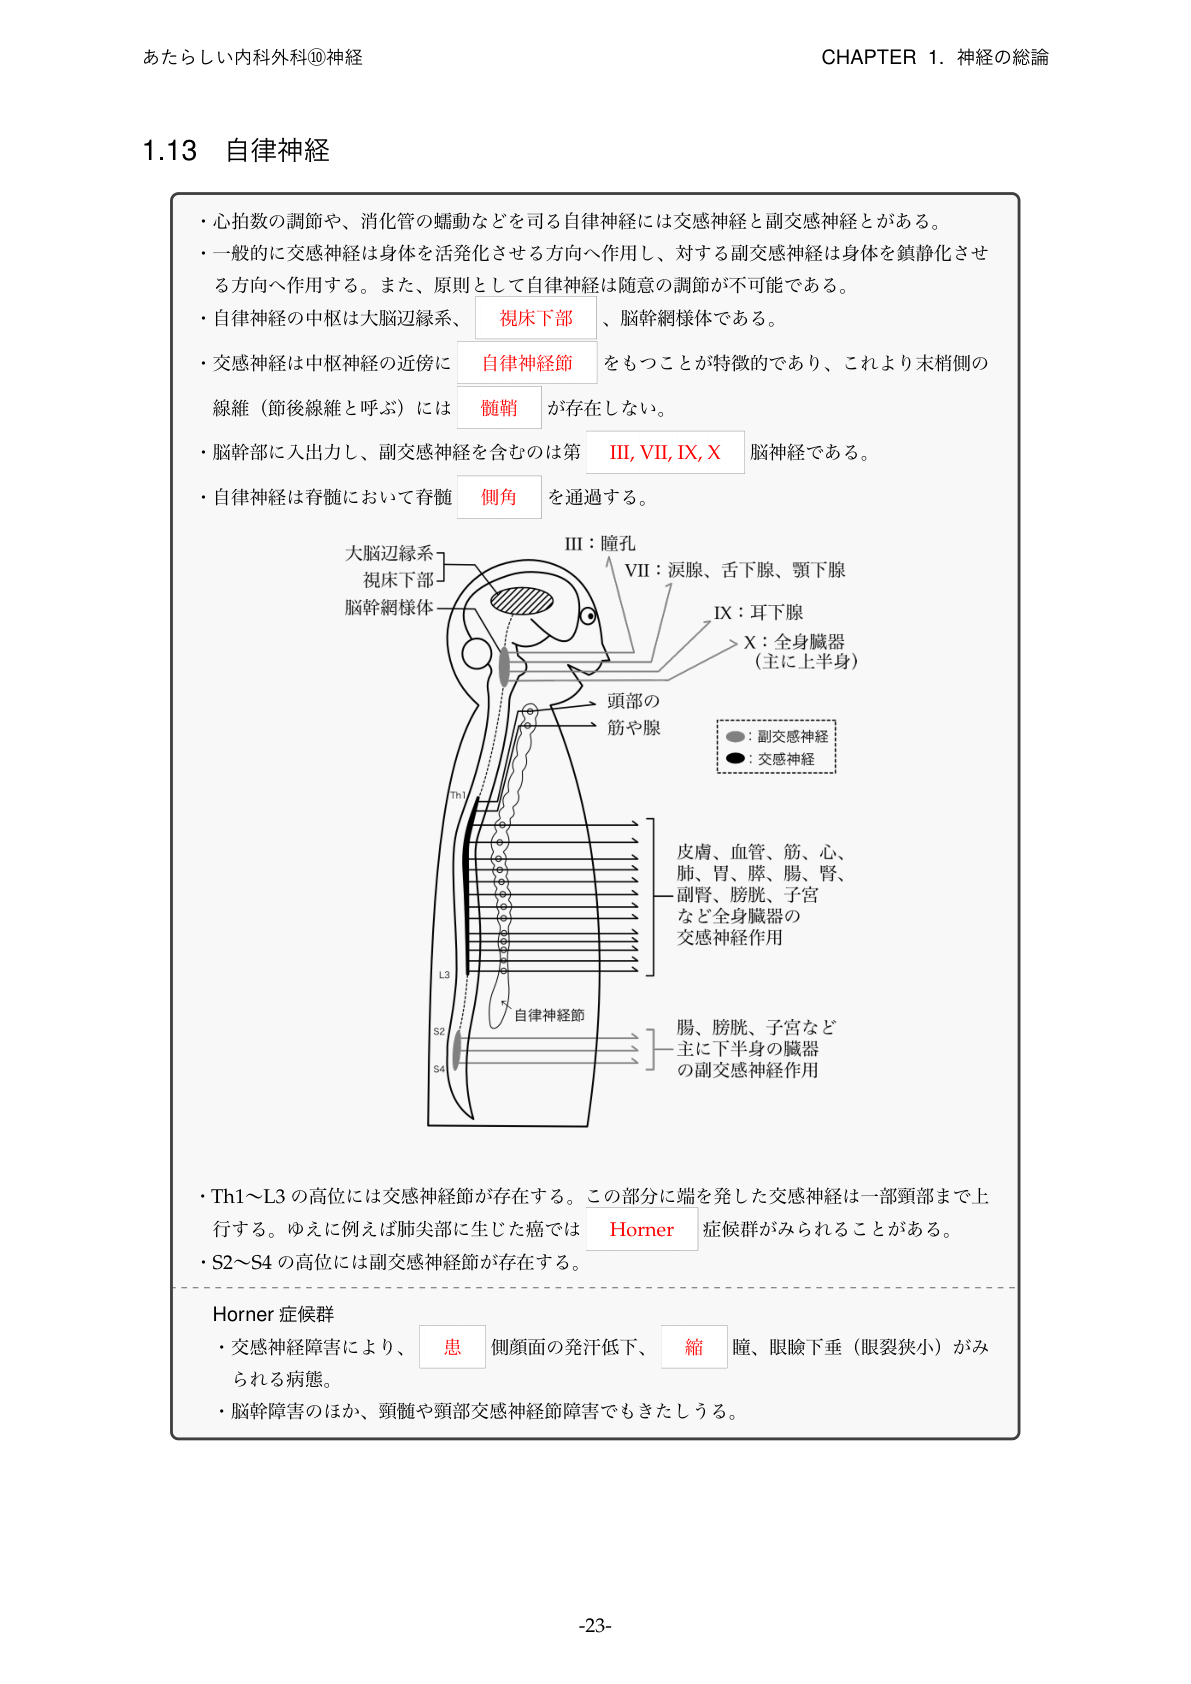 あたらしい内科外科⑩神経
CHAPTER 1. 神経の総論
1.13 自律神経
・心拍数の調節や、消化管の蠕動などを司る自律神経には交感神経と副交感神経とがある。
・一般的に交感神経は身体を活発化させる方向へ作用し、対する副交感神経は身体を鎮静化させ
る方向へ作用する。また、原則として自律神経は随意の調節が不可能である。
・自律神経の中枢は大脳辺縁系、 視床下部 、脳幹網様体である。
・交感神経は中枢神経の近傍に 自律神経節 をもつことが特徴的であり、これより末梢側の
線維（節後線維と呼ぶ）には 髄鞘 が存在しない。
・脳幹部に入出力し、副交感神経を含むのは第 III, VII, IX, X 脳神経である。
・自律神経は脊髄において脊髄 側角 を通過する。
大脳辺縁系
視床下部
脳幹網様体
III：瞳孔
VII：涙腺、舌下腺、顎下腺
IX：耳下腺
X：全身臓器
（主に上半身）
頭部の
筋や腺
：副交感神経
：交感神経
Th1
皮膚、血管、筋、心、
肺、胃、膵、腸、腎、
副腎、膀胱、子宮
など全身臓器の
交感神経作用
L3
自律神経節
S2
S4
腸、膀胱、子宮など
主に下半身の臓器
の副交感神経作用
・Th1〜L3 の高位には交感神経節が存在する。この部分に端を発した交感神経は一部頸部まで上
行する。ゆえに例えば肺尖部に生じた癌では Horner 症候群がみられることがある。
・S2〜S4 の高位には副交感神経節が存在する。
Horner 症候群
・交感神経障害により、 患 側顔面の発汗低下、 縮 瞳、眼瞼下垂（眼裂狭小）がみ
られる病態。
・脳幹障害のほか、頸髄や頸部交感神経節障害でもきたしうる。
-23-